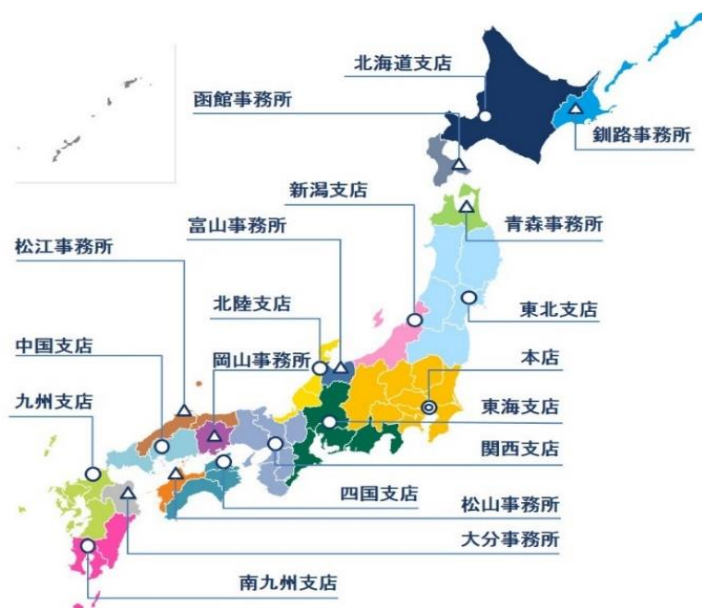 北海道支店
函館事務所
釧路事務所
新潟支店
富山事務所
青森事務所
松江事務所
北陸支店
東北支店
中国支店
岡山事務所
本店
九州支店
東海支店
関西支店
四国支店
松山事務所
大分事務所
南九州支店